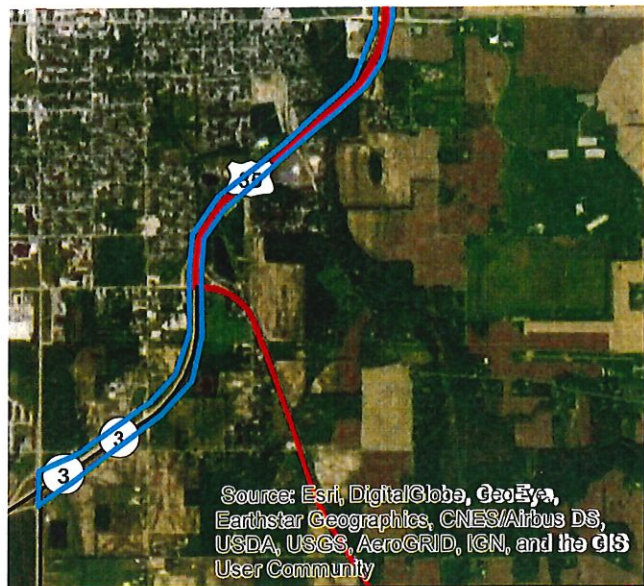 3
3
Source: Esri, DigitalGlobe, GeoEye,
Earthstar Geographics, CNES/Airbus DS,
USDA, USGS, AeroGRID, IGN, and the GIS
User Community